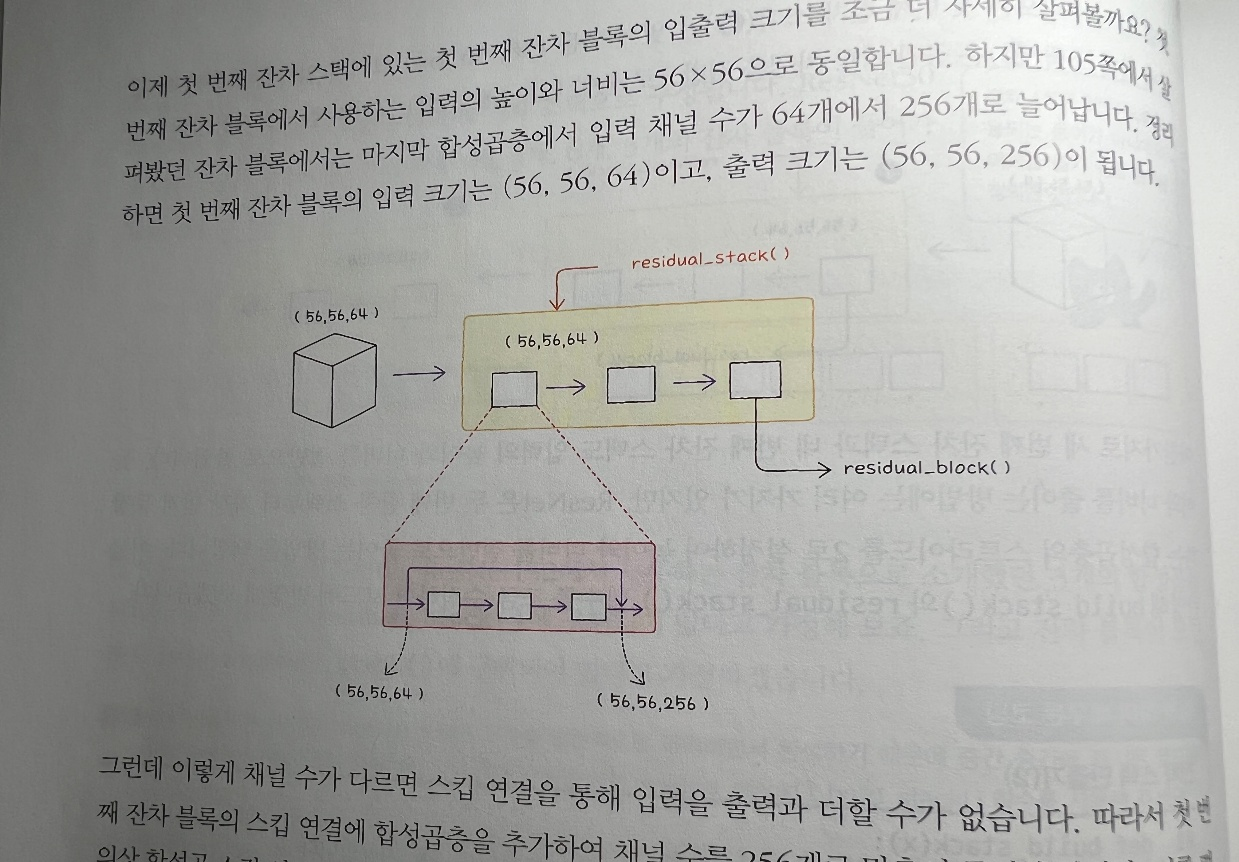 이제 첫 번째 잔차 스택에 있는 첫 번째 잔차 블록의 입출력 크기를 조금 더 자세히 살펴볼까요? 첫
번째 잔차 블록에서 사용하는 입력의 높이와 너비는 56×56으로 동일합니다. 하지만 105쪽에서 살
펴봤던 잔차 블록에서는 마지막 합성곱층에서 입력 채널 수가 64개에서 256개로 늘어납니다. 정리
하면 첫 번째 잔차 블록의 입력 크기는 (56, 56, 64)이고, 출력 크기는 (56, 56, 256)이 됩니다.
residual_stack( )
(56,56,64)
(56,56,64)
residual_block( )
(56,56,64)
(56,56,256)
그런데 이렇게 채널 수가 다르면 스킵 연결을 통해 입력을 출력과 더할 수가 없습니다. 따라서 첫 번
째 잔차 블록의 스킵 연결에 합성곱층을 추가하여 채널 수를 256개로